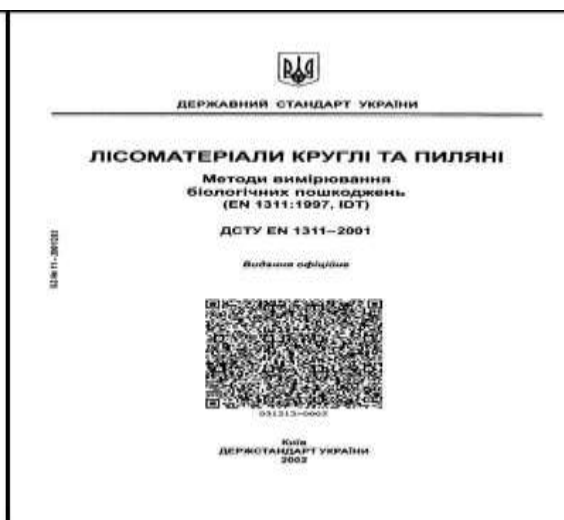 ДЕРЖАВНИЙ СТАНДАРТ УКРАЇНИ
ЛІСОМАТЕРІАЛИ КРУГЛІ ТА ПИЛЯНІ
Методи вимірювання
біологічних пошкоджень
(EN 1311:1997, IDT)
ДСТУ EN 1311–2001
Видання офіційне
Київ
ДЕРЖСТАНДАРТ УКРАЇНИ
2002